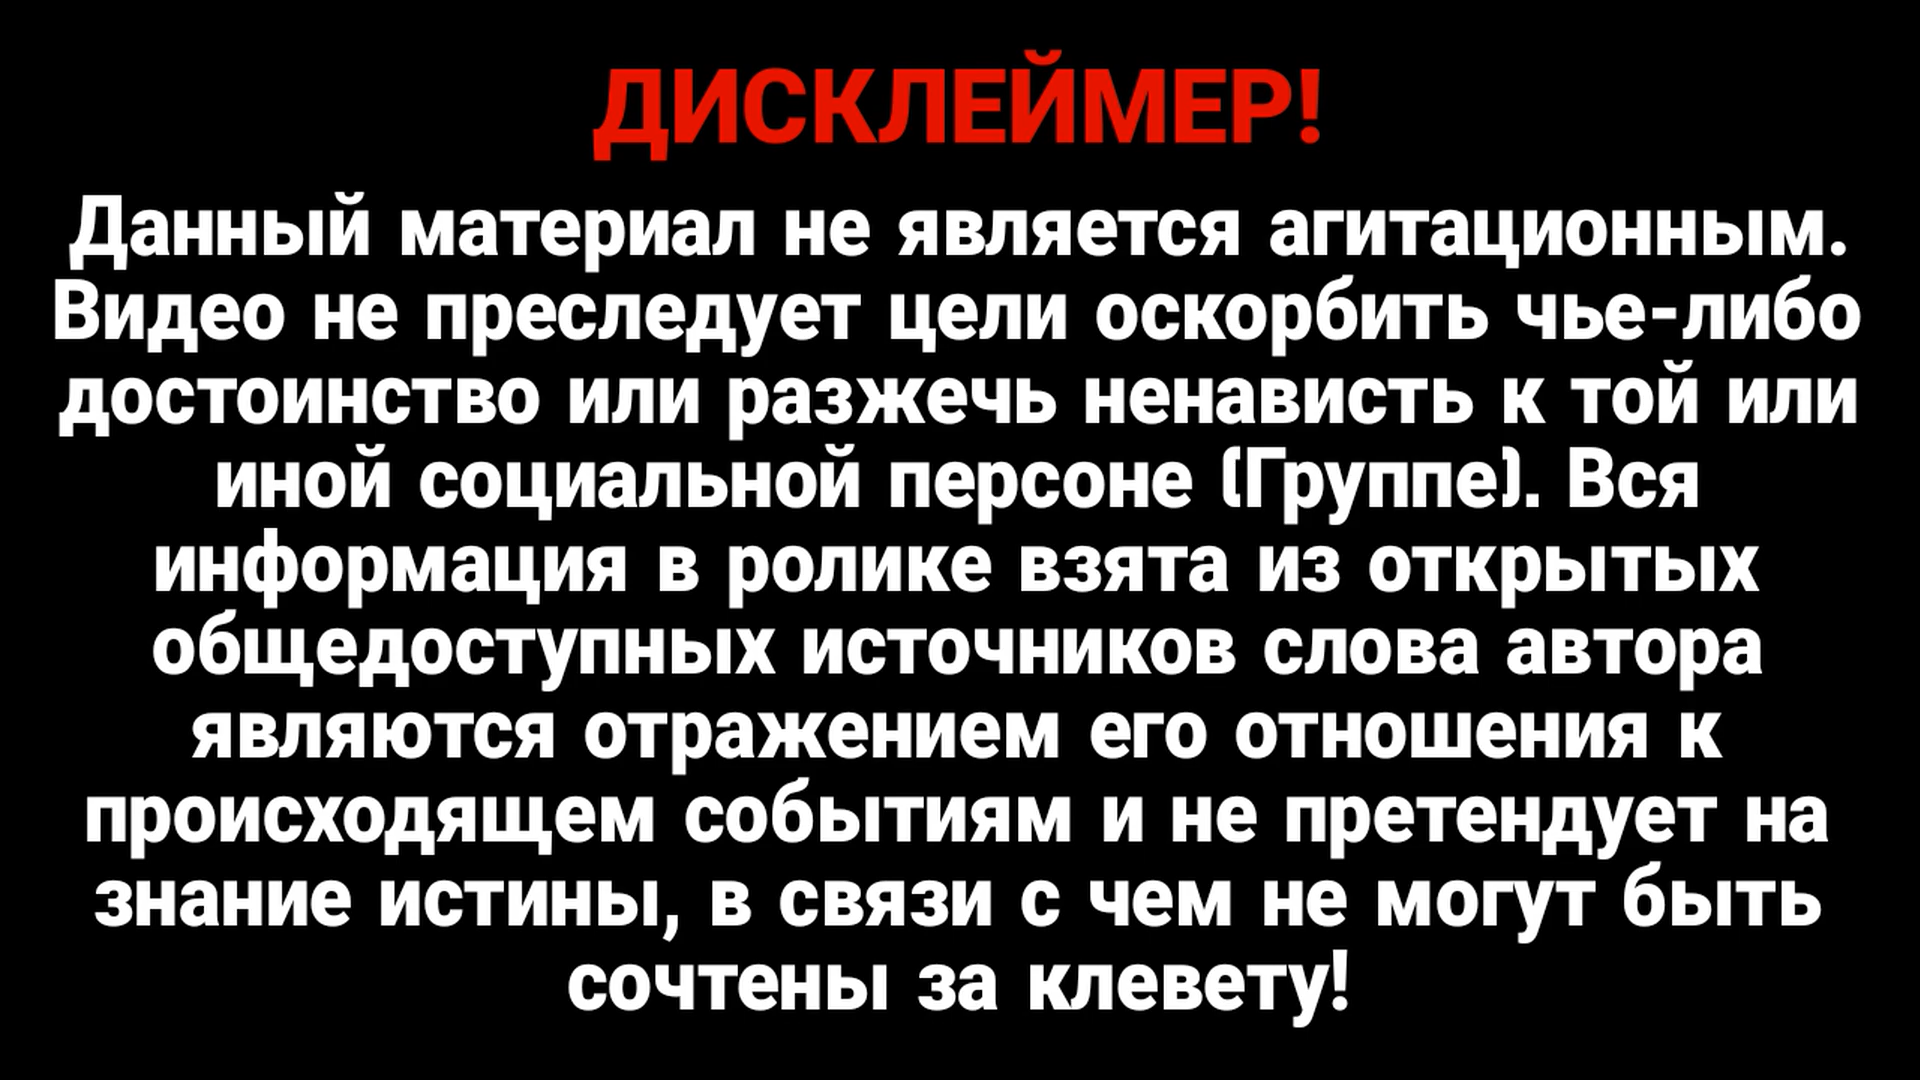 ДИСКЛЕЙМЕР!
Данный материал не является агитационным.
Видео не преследует цели оскорбить чье-либо
достоинство или разжечь ненависть к той или
иной социальной персоне (Группе). Вся
информация в ролике взята из открытых
общедоступных источников слова автора
являются отражением его отношения к
происходящем событиям и не претендует на
знание истины, в связи с чем не могут быть
сочтены за клевету!